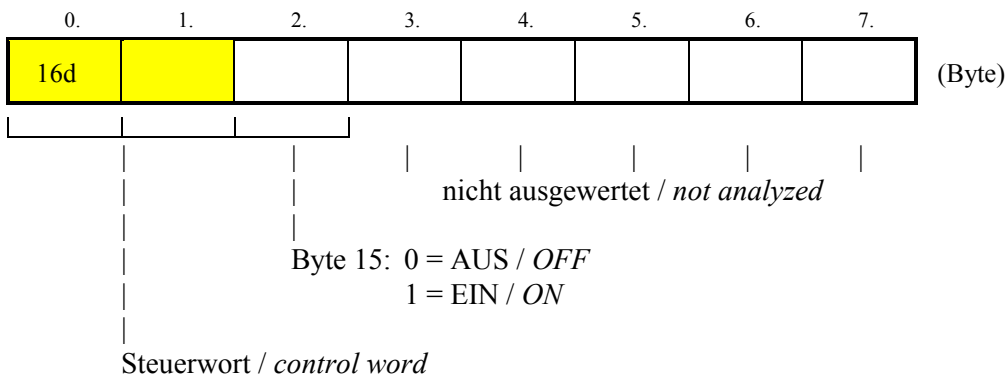 0. 1. 2. 3. 4. 5. 6. 7.
16d (Byte)
nicht ausgewertet / not analyzed
Byte 15: 0 = AUS / OFF
1 = EIN / ON
Steuerwort / control word